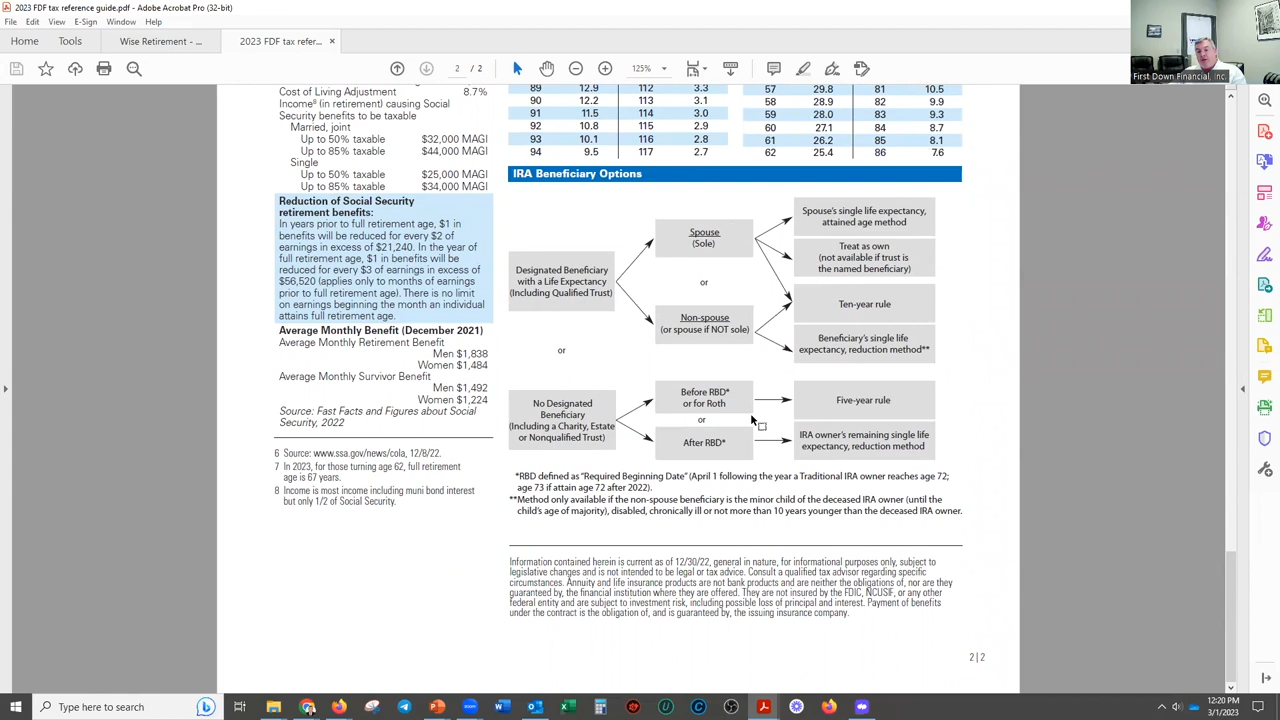 2023 FDF tax reference guide.pdf - Adobe Acrobat Pro (32-bit)
File Edit View E-Sign Window Help
Home Tools Wise Retirement - ... 2023 FDF tax refer... ×
2 / 2 125%
First Down Financial, Inc.
Cost of Living Adjustment 8.7%
Income⁸ (in retirement) causing Social
Security benefits to be taxable
Married, joint
Up to 50% taxable $32,000 MAGI
Up to 85% taxable $44,000 MAGI
Single
Up to 50% taxable $25,000 MAGI
Up to 85% taxable $34,000 MAGI
Reduction of Social Security
retirement benefits:
In years prior to full retirement age, $1 in
benefits will be reduced for every $2 of
earnings in excess of $21,240. In the year of
full retirement age, $1 in benefits will be
reduced for every $3 of earnings in excess of
$56,520 (applies only to months of earnings
prior to full retirement age). There is no limit
on earnings beginning the month an individual
attains full retirement age.
Average Monthly Benefit (December 2021)
Average Monthly Retirement Benefit
Men $1,838
Women $1,484
Average Monthly Survivor Benefit
Men $1,492
Women $1,224
Source: Fast Facts and Figures about Social
Security, 2022
6 Source: www.ssa.gov/news/cola, 12/8/22.
7 In 2023, for those turning age 62, full retirement
age is 67 years.
8 Income is most income including muni bond interest
but only 1/2 of Social Security.
89 12.9 112 3.3
90 12.2 113 3.1
91 11.5 114 3.0
92 10.8 115 2.9
93 10.1 116 2.8
94 9.5 117 2.7
57 29.8 81 10.5
58 28.9 82 9.9
59 28.0 83 9.3
60 27.1 84 8.7
61 26.2 85 8.1
62 25.4 86 7.6
IRA Beneficiary Options
Designated Beneficiary
with a Life Expectancy
(Including Qualified Trust)
Spouse
(Sole)
or
Non-spouse
(or spouse if NOT sole)
Spouse's single life expectancy,
attained age method
Treat as own
(not available if trust is
the named beneficiary)
Ten-year rule
Beneficiary's single life
expectancy, reduction method**
or
No Designated
Beneficiary
(Including a Charity, Estate
or Nonqualified Trust)
Before RBD*
or for Roth
or
After RBD*
Five-year rule
IRA owner's remaining single life
expectancy, reduction method
*RBD defined as "Required Beginning Date" (April 1 following the year a Traditional IRA owner reaches age 72;
age 73 if attain age 72 after 2022).
**Method only available if the non-spouse beneficiary is the minor child of the deceased IRA owner (until the
child's age of majority), disabled, chronically ill or not more than 10 years younger than the deceased IRA owner.
Information contained herein is current as of 12/30/22, general in nature, for informational purposes only, subject to
legislative changes and is not intended to be legal or tax advice. Consult a qualified tax advisor regarding specific
circumstances. Annuity and life insurance products are not bank products and are neither the obligations of, nor are they
guaranteed by, the financial institution where they are offered. They are not insured by the FDIC, NCUSIF, or any other
federal entity and are subject to investment risk, including possible loss of principal and interest. Payment of benefits
under the contract is the obligation of, and is guaranteed by, the issuing insurance company.
2 | 2
Type here to search
12:20 PM
3/1/2023